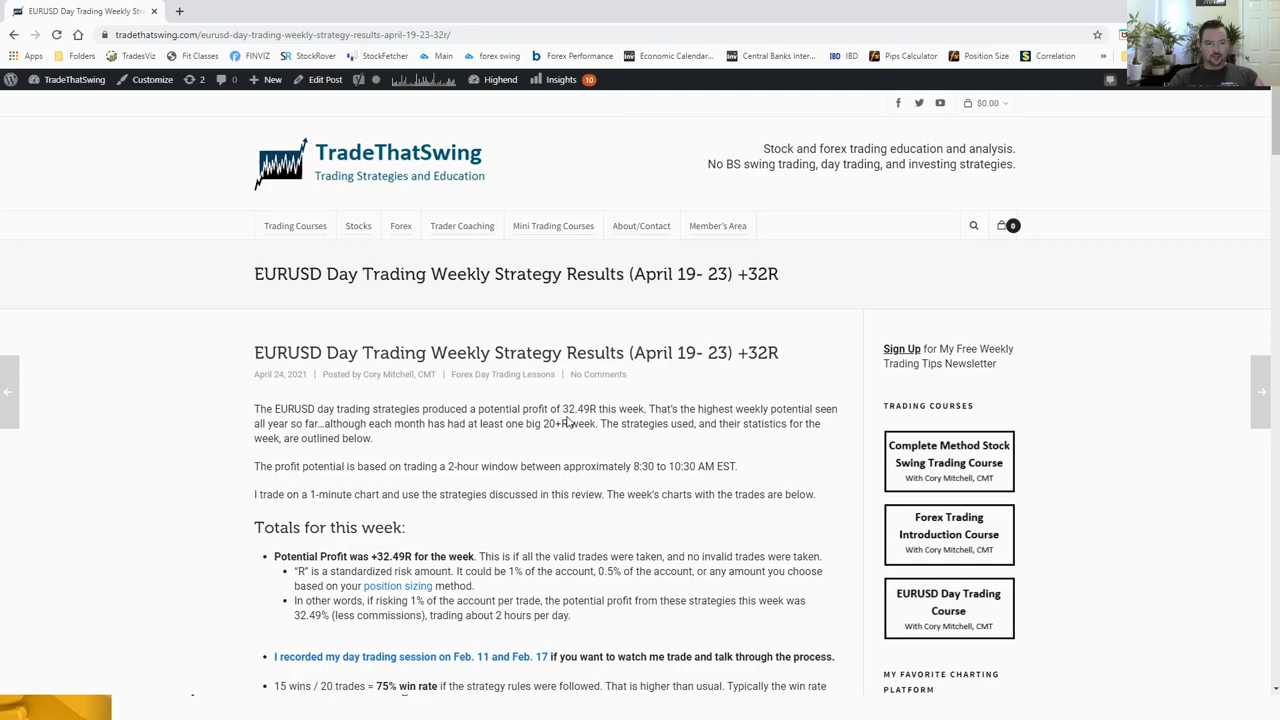 EURUSD Day Trading Weekly Stra
tradethatswing.com/eurusd-day-trading-weekly-strategy-results-april-19-23-32r/
Apps Folders TradesViz Fit Classes FINVIZ StockRover StockFetcher Main forex swing Forex Performance Economic Calendar... Central Banks Inter... IBD IBD Pips Calculator Position Size Correlation
TradeThatSwing Customize 2 0 New Edit Post Highend Insights 10
$0.00
TradeThatSwing
Trading Strategies and Education
Stock and forex trading education and analysis.
No BS swing trading, day trading, and investing strategies.
Trading Courses Stocks Forex Trader Coaching Mini Trading Courses About/Contact Member's Area 0
EURUSD Day Trading Weekly Strategy Results (April 19- 23) +32R
EURUSD Day Trading Weekly Strategy Results (April 19- 23) +32R
April 24, 2021 | Posted by Cory Mitchell, CMT | Forex Day Trading Lessons | No Comments
The EURUSD day trading strategies produced a potential profit of 32.49R this week. That's the highest weekly potential seen
all year so far...although each month has had at least one big 20+R week. The strategies used, and their statistics for the
week, are outlined below.
The profit potential is based on trading a 2-hour window between approximately 8:30 to 10:30 AM EST.
I trade on a 1-minute chart and use the strategies discussed in this review. The week's charts with the trades are below.
Totals for this week:
• Potential Profit was +32.49R for the week. This is if all the valid trades were taken, and no invalid trades were taken.
• "R" is a standardized risk amount. It could be 1% of the account, 0.5% of the account, or any amount you choose
based on your position sizing method.
• In other words, if risking 1% of the account per trade, the potential profit from these strategies this week was
32.49% (less commissions), trading about 2 hours per day.
• I recorded my day trading session on Feb. 11 and Feb. 17 if you want to watch me trade and talk through the process.
• 15 wins / 20 trades = 75% win rate if the strategy rules were followed. That is higher than usual. Typically the win rate
Sign Up for My Free Weekly
Trading Tips Newsletter
TRADING COURSES
Complete Method Stock
Swing Trading Course
With Cory Mitchell, CMT
Forex Trading
Introduction Course
With Cory Mitchell, CMT
EURUSD Day Trading
Course
With Cory Mitchell, CMT
MY FAVORITE CHARTING
PLATFORM